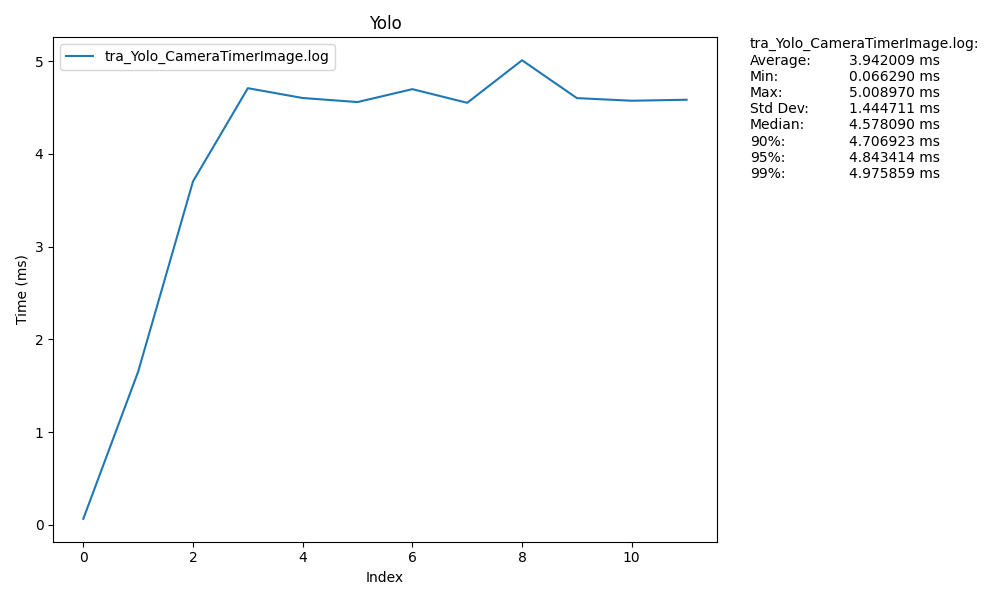 Yolo
tra_Yolo_CameraTimerImage.log
tra_Yolo_CameraTimerImage.log:
Average: 3.942009 ms
Min: 0.066290 ms
Max: 5.008970 ms
Std Dev: 1.444711 ms
Median: 4.578090 ms
90%: 4.706923 ms
95%: 4.843414 ms
99%: 4.975859 ms
Time (ms)
5
4
3
2
1
0
0 2 4 6 8 10
Index